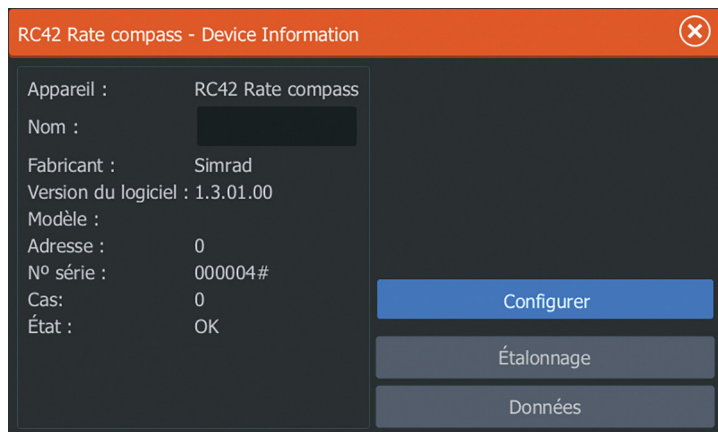 RC42 Rate compass - Device Information
Appareil : RC42 Rate compass
Nom :
Fabricant : Simrad
Version du logiciel : 1.3.01.00
Modèle :
Adresse : 0
Nº série : 000004#
Cas: 0
État : OK
Configurer
Étalonnage
Données